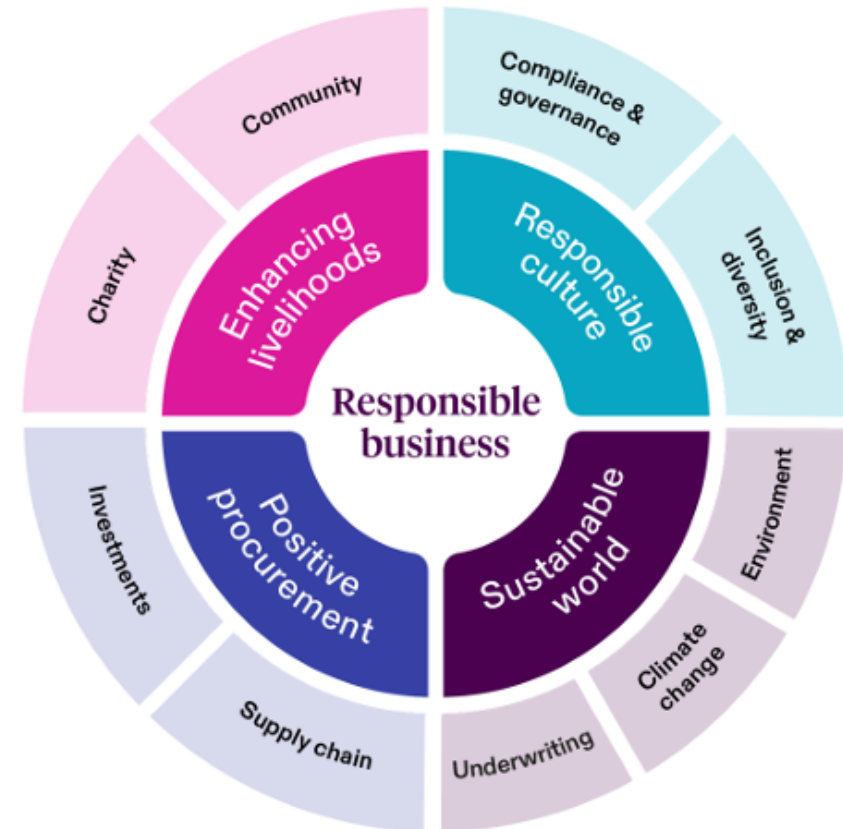 Responsible
business
Enhancing
livelihoods
Community
Charity
Responsible
culture
Compliance &
governance
Inclusion &
diversity
Sustainable
world
Environment
Climate
change
Underwriting
Positive
procurement
Supply chain
Investments